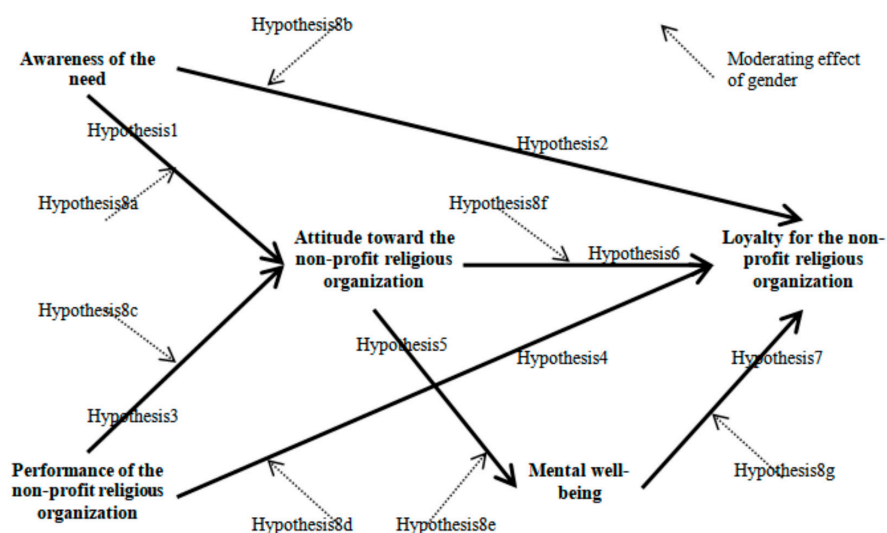 Hypothesis8b
Awareness of the
need
Moderating effect
of gender
Hypothesis1
Hypothesis2
Hypothesis8a
Hypothesis8f
Attitude toward the
non-profit religious
organization
Hypothesis6
Loyalty for the non-
profit religious
organization
Hypothesis8c
Hypothesis5
Hypothesis4
Hypothesis7
Hypothesis3
Performance of the
non-profit religious
organization
Mental well-
being
Hypothesis8g
Hypothesis8d
Hypothesis8e